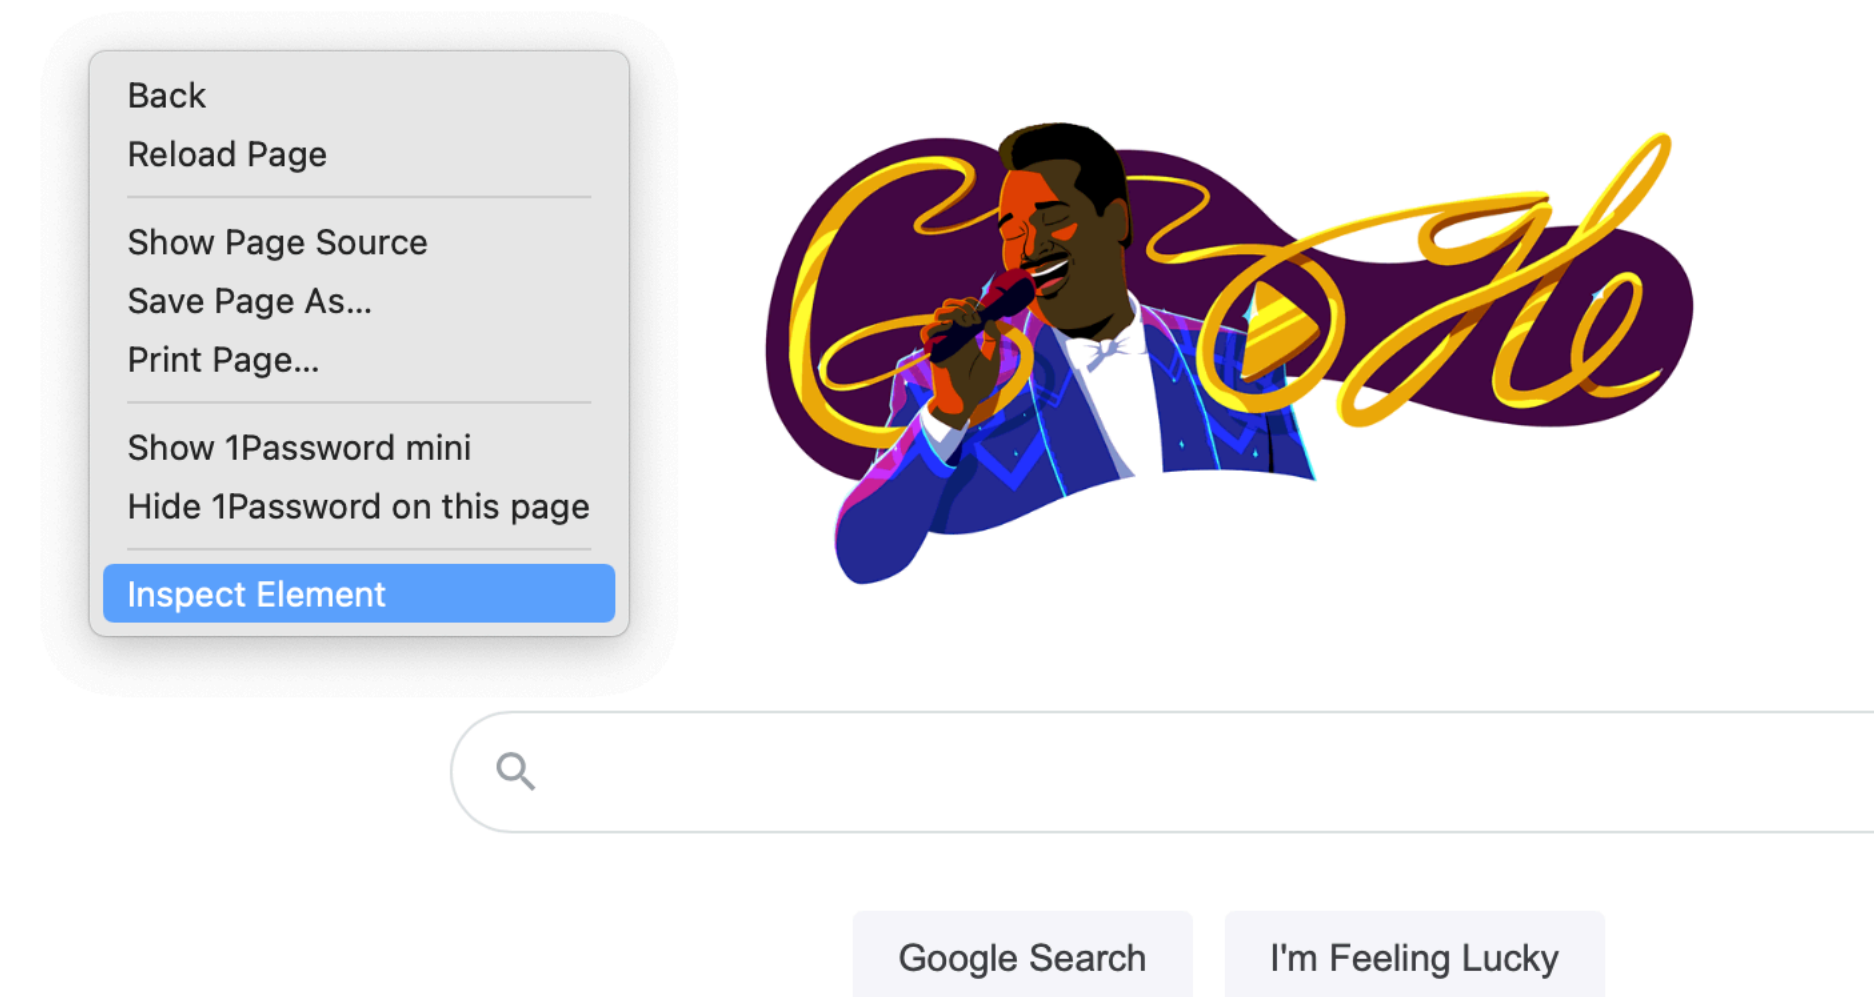 Back
Reload Page
Show Page Source
Save Page As...
Print Page...
Show 1Password mini
Hide 1Password on this page
Inspect Element
Google
Google Search
I'm Feeling Lucky